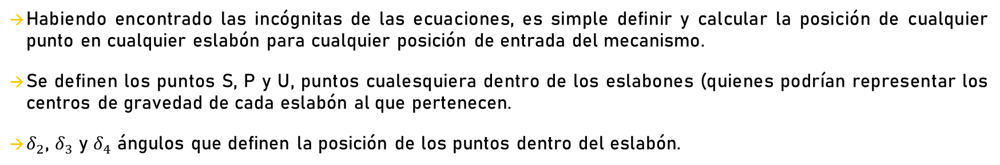 → Habiendo encontrado las incógnitas de las ecuaciones, es simple definir y calcular la posición de cualquier
punto en cualquier eslabón para cualquier posición de entrada del mecanismo.
→ Se definen los puntos S, P y U, puntos cualesquiera dentro de los eslabones (quienes podrían representar los
centros de gravedad de cada eslabón al que pertenecen.
→ δ₂, δ₃ y δ₄ ángulos que definen la posición de los puntos dentro del eslabón.